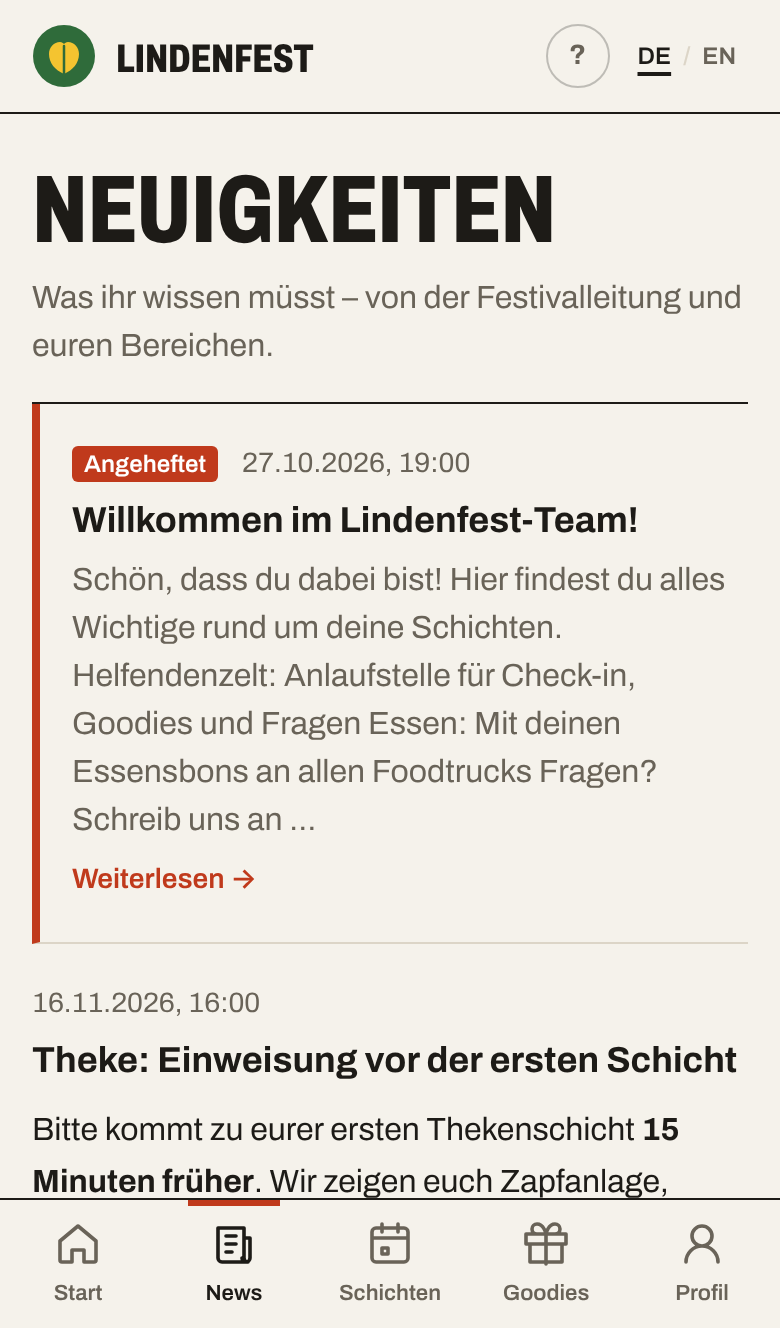 LINDENFEST
?
DE / EN
NEUIGKEITEN
Was ihr wissen müsst – von der Festivalleitung und
euren Bereichen.
Angeheftet 27.10.2026, 19:00
Willkommen im Lindenfest-Team!
Schön, dass du dabei bist! Hier findest du alles
Wichtige rund um deine Schichten.
Helfendenzelt: Anlaufstelle für Check-in,
Goodies und Fragen Essen: Mit deinen
Essensbons an allen Foodtrucks Fragen?
Schreib uns an ...
Weiterlesen →
16.11.2026, 16:00
Theke: Einweisung vor der ersten Schicht
Bitte kommt zu eurer ersten Thekenschicht 15
Minuten früher. Wir zeigen euch Zapfanlage,
Start
News
Schichten
Goodies
Profil